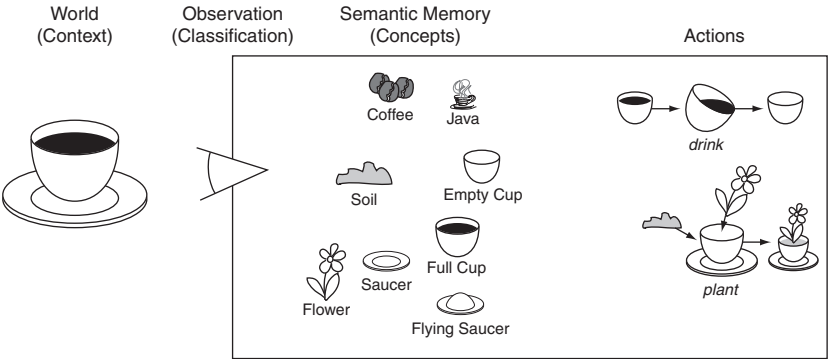 World
(Context)
Observation
(Classification)
Semantic Memory
(Concepts)
Actions
Coffee
Java
drink
Soil
Empty Cup
Full Cup
Saucer
Flower
Flying Saucer
plant